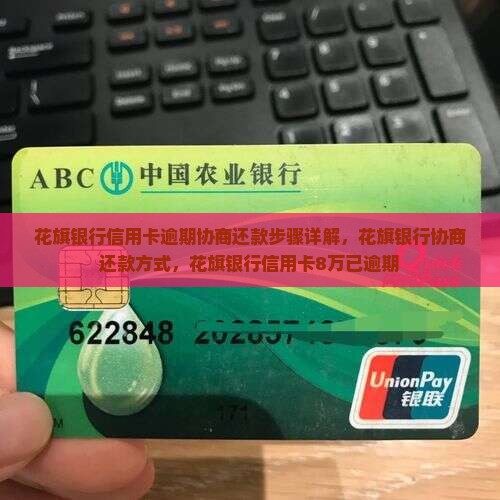 ABC 中国农业银行
花旗银行信用卡逾期协商还款步骤详解，花旗银行协商
还款方式，花旗银行信用卡8万已逾期
622848
171
UnionPay
银联